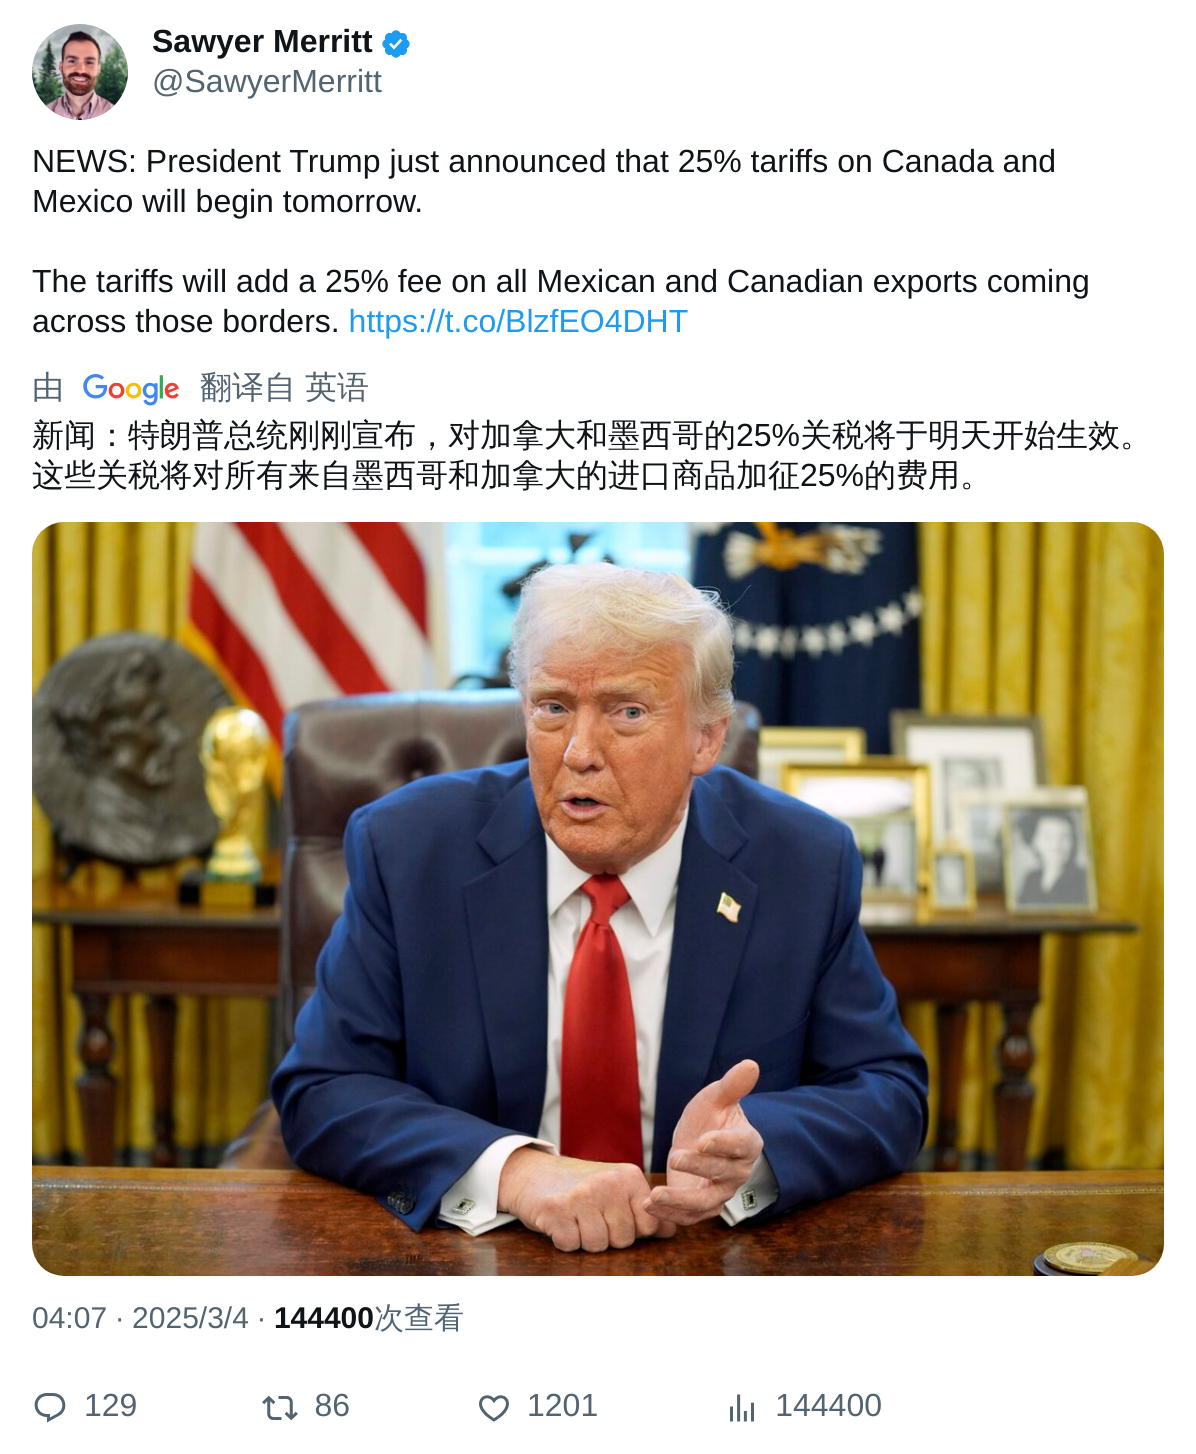 Sawyer Merritt
@SawyerMerritt
NEWS: President Trump just announced that 25% tariffs on Canada and
Mexico will begin tomorrow.
The tariffs will add a 25% fee on all Mexican and Canadian exports coming
across those borders. https://t.co/BlzfEO4DHT
由 Google 翻译自 英语
新闻：特朗普总统刚刚宣布，对加拿大和墨西哥的25%关税将于明天开始生效。
这些关税将对所有来自墨西哥和加拿大的进口商品加征25%的费用。
04:07 · 2025/3/4 · 144400次查看
129 86 1201 144400